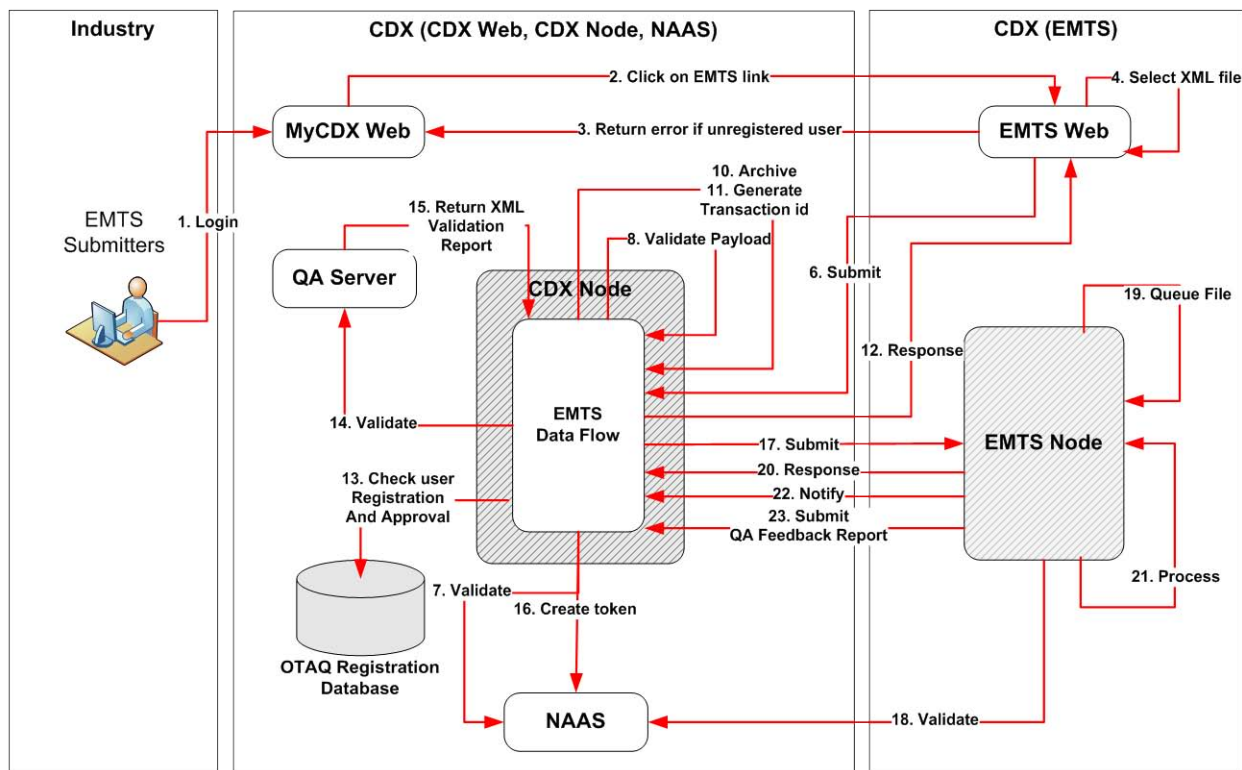 Industry
CDX (CDX Web, CDX Node, NAAS)
CDX (EMTS)
2. Click on EMTS link
4. Select XML file
MyCDX Web
3. Return error if unregistered user
EMTS Web
10. Archive
11. Generate
Transaction id
EMTS
Submitters
1. Login
15. Return XML
Validation
Report
8. Validate Payload
6. Submit
QA Server
CDX Node
19. Queue File
12. Response
EMTS
Data Flow
14. Validate
17. Submit
EMTS Node
20. Response
13. Check user
Registration
And Approval
22. Notify
23. Submit
QA Feedback Report
21. Process
7. Validate
16. Create token
OTAQ Registration
Database
NAAS
18. Validate